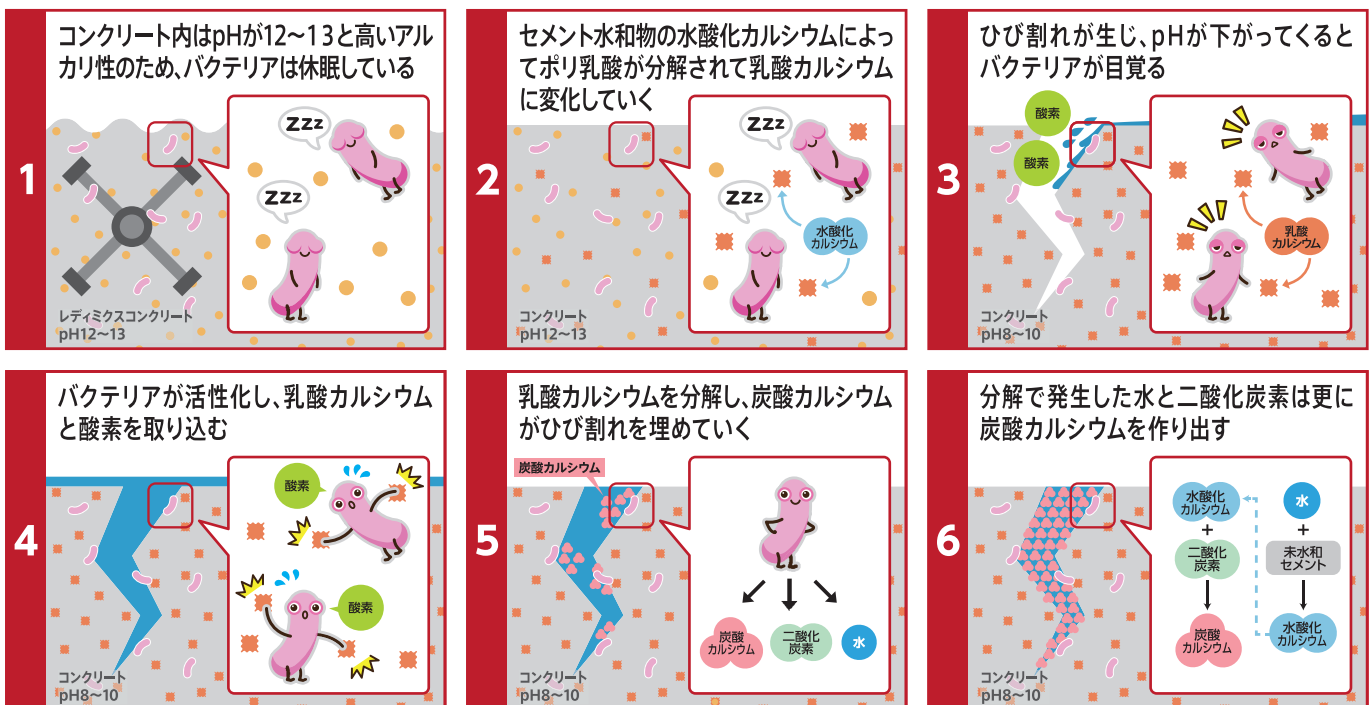 1
コンクリート内はpHが12～13と高いアル
カリ性のため、バクテリアは休眠している
zzz
zzz
レディミクスコンクリート
pH12～13
2
セメント水和物の水酸化カルシウムによっ
てポリ乳酸が分解されて乳酸カルシウム
に変化していく
zzz
zzz
水酸化
カルシウム
コンクリート
pH12～13
3
ひび割れが生じ、pHが下がってくると
バクテリアが目覚る
酸素
酸素
乳酸
カルシウム
コンクリート
pH8～10
4
バクテリアが活性化し、乳酸カルシウム
と酸素を取り込む
酸素
酸素
コンクリート
pH8～10
5
乳酸カルシウムを分解し、炭酸カルシウム
がひび割れを埋めていく
炭酸カルシウム
炭酸
カルシウム
二酸化
炭素
水
コンクリート
pH8～10
6
分解で発生した水と二酸化炭素は更に
炭酸カルシウムを作り出す
水酸化
カルシウム
+
二酸化
炭素
炭酸
カルシウム
水
+
未水和
セメント
水酸化
カルシウム
コンクリート
pH8～10